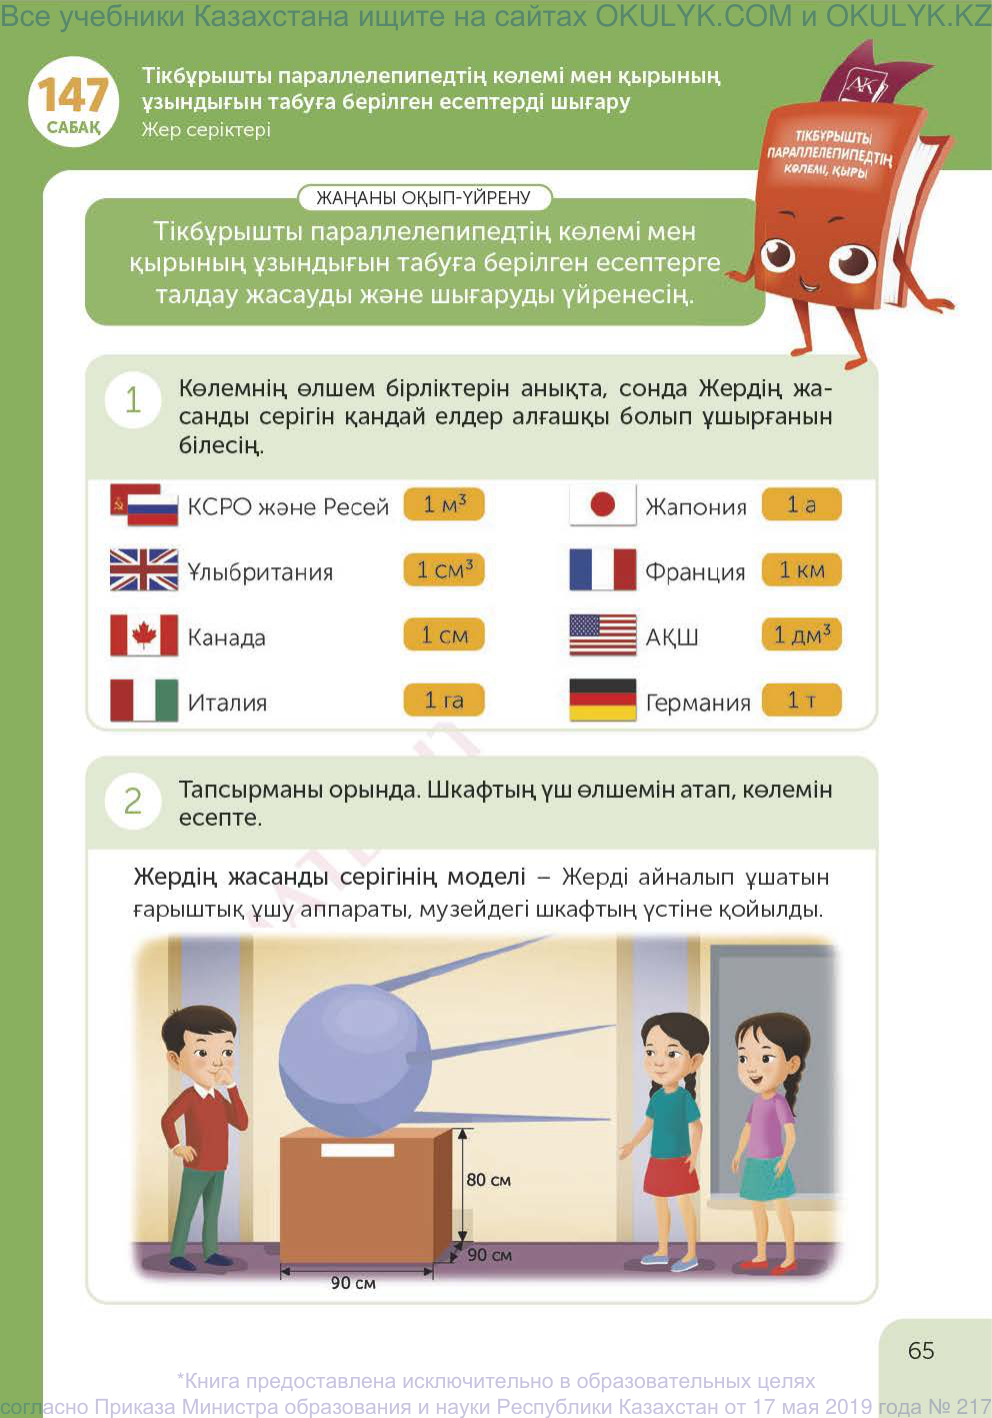 Все учебники Казахстана ищите на сайтах OKULYK.COM и OKULYK.KZ
147
САБАҚ
Тікбұрышты параллелепипедтің көлемі мен қырының
ұзындығын табуға берілген есептерді шығару
Жер серіктері
АҚ
ТІКБҰРЫШТЫ
ПАРАЛЛЕЛЕПИПЕДТІҢ
КӨЛЕМІ, ҚЫРЫ
ЖАҢАНЫ ОҚЫП-ҮЙРЕНУ
Тікбұрышты параллелепипедтің көлемі мен
қырының ұзындығын табуға берілген есептерге
талдау жасауды және шығаруды үйренесің.
1
Көлемнің өлшем бірліктерін анықта, сонда Жердің жа-
санды серігін қандай елдер алғашқы болып ұшырғанын
білесің.
КСРО және Ресей 1 м³
Жапония 1 а
Ұлыбритания 1 см³
Франция 1 км
Канада 1 см
АҚШ 1 дм³
Италия 1 га
Германия 1 т
2
Тапсырманы орында. Шкафтың үш өлшемін атап, көлемін
есепте.
Жердің жасанды серігінің моделі – Жерді айналып ұшатын
ғарыштық ұшу аппараты, музейдегі шкафтың үстіне қойылды.
80 см
90 см
90 см
65
*Книга предоставлена исключительно в образовательных целях
согласно Приказа Министра образования и науки Республики Казахстан от 17 мая 2019 года № 217